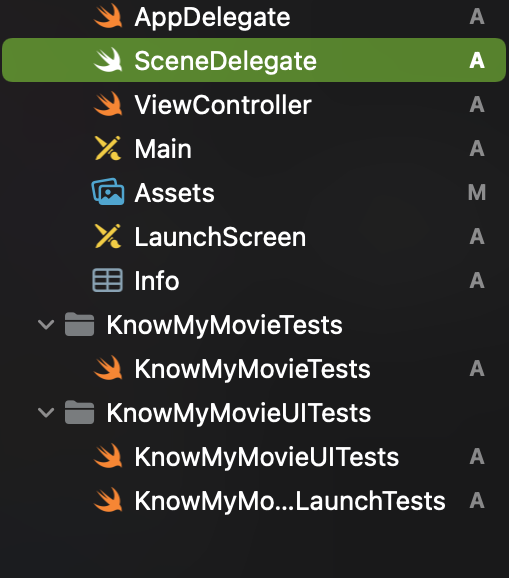 AppDelegate A
SceneDelegate A
ViewController A
Main A
Assets M
LaunchScreen A
Info A
KnowMyMovieTests
KnowMyMovieTests A
KnowMyMovieUITests
KnowMyMovieUITests A
KnowMyMo...LaunchTests A